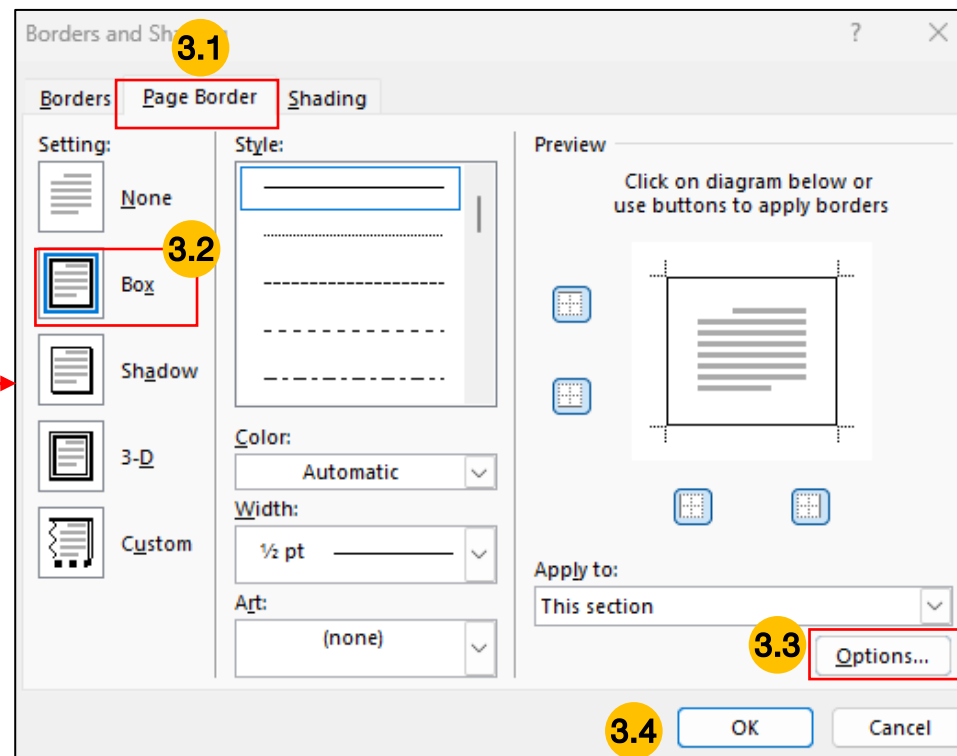 Borders and Sh
?
3.1
Borders
Page Border
Shading
Setting:
None
3.2
Box
Shadow
3-D
Custom
Style:
Color:
Automatic
Width:
½ pt
Art:
(none)
Preview
Click on diagram below or
use buttons to apply borders
Apply to:
This section
3.3
Options...
3.4
OK
Cancel